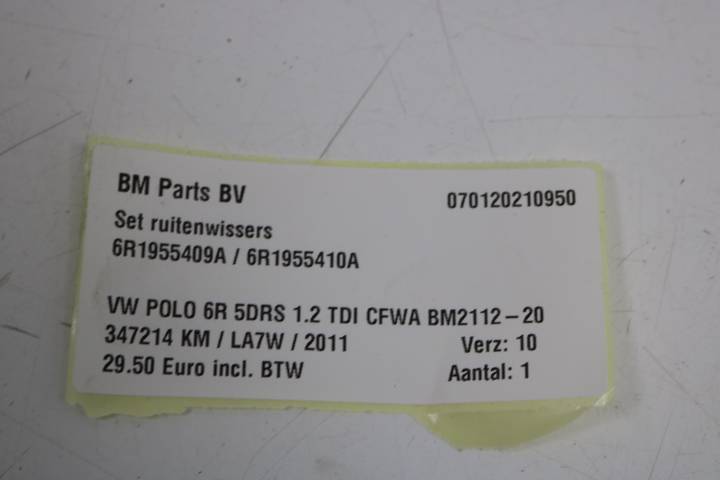 BM Parts BV 070120210950
Set ruitenwissers
6R1955409A / 6R1955410A
VW POLO 6R 5DRS 1.2 TDI CFWA BM2112-20
347214 KM / LA7W / 2011 Verz: 10
29.50 Euro incl. BTW Aantal: 1